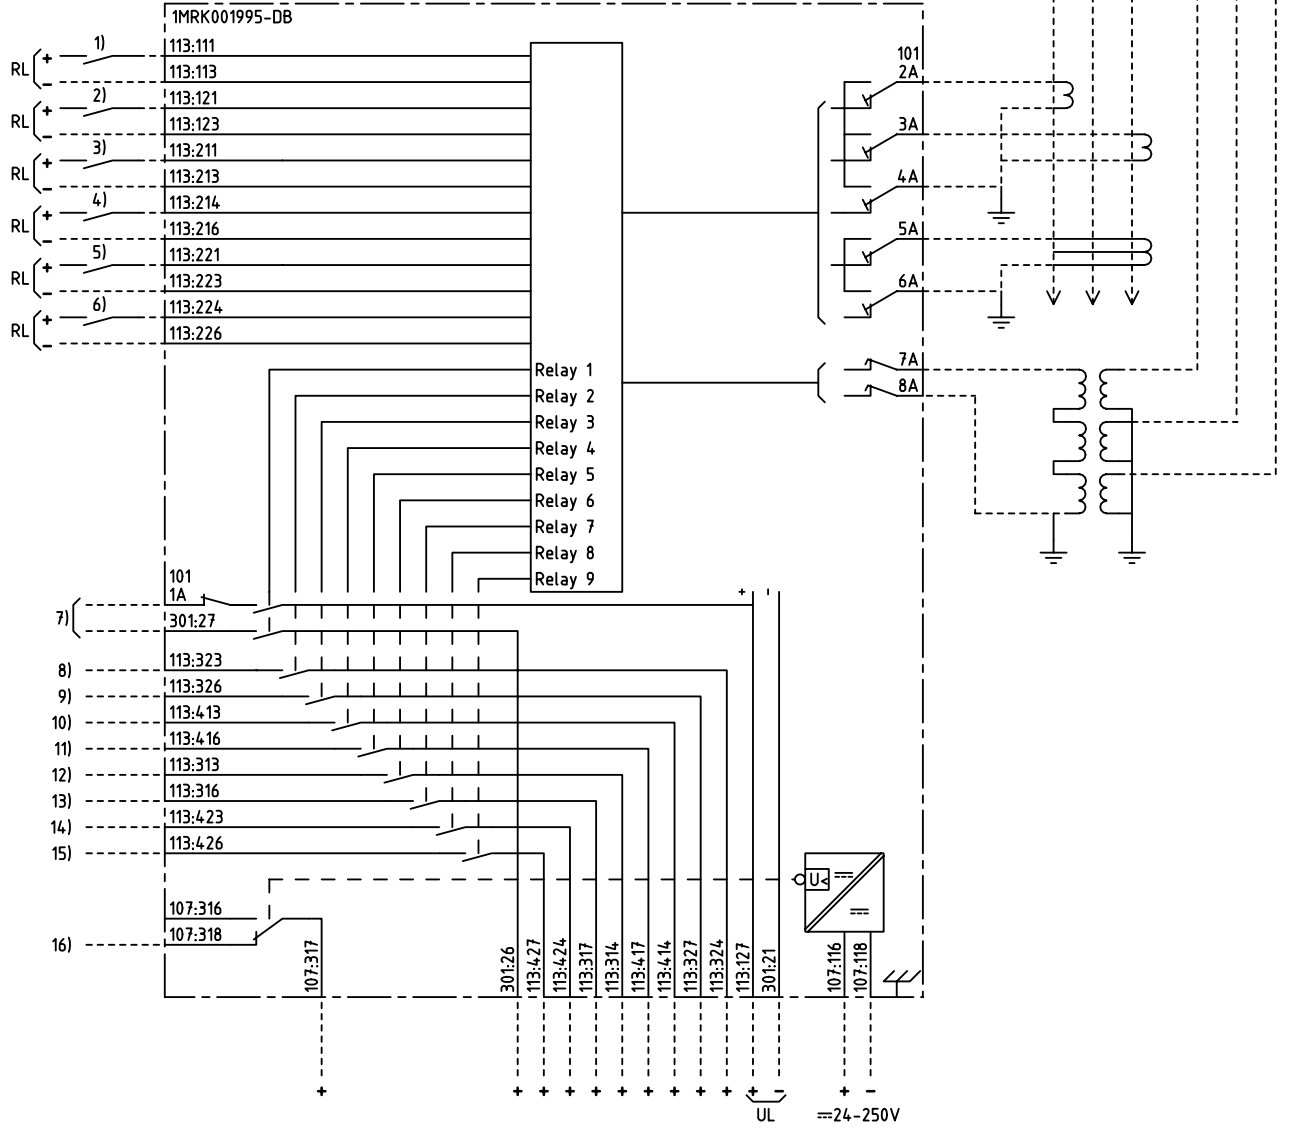 1MRK001995-DB
1)
113:111
RL + -
113:113
2)
113:121
RL + -
113:123
3)
113:211
RL + -
113:213
4)
113:214
RL + -
113:216
5)
113:221
RL + -
113:223
6)
113:224
RL + -
113:226
101
2A
3A
4A
5A
6A
7A
8A
Relay 1
Relay 2
Relay 3
Relay 4
Relay 5
Relay 6
Relay 7
Relay 8
Relay 9
101
1A
7)
301:27
+ -
8) 113:323
9) 113:326
10) 113:413
11) 113:416
12) 113:313
13) 113:316
14) 113:423
15) 113:426
U<
107:316
16) 107:318
107:317
301:26
113:427
113:424
113:317
113:314
113:417
113:414
113:327
113:324
113:127
301:21
107:116
107:118
+ + + + + + + + + + + - + -
UL
24-250V